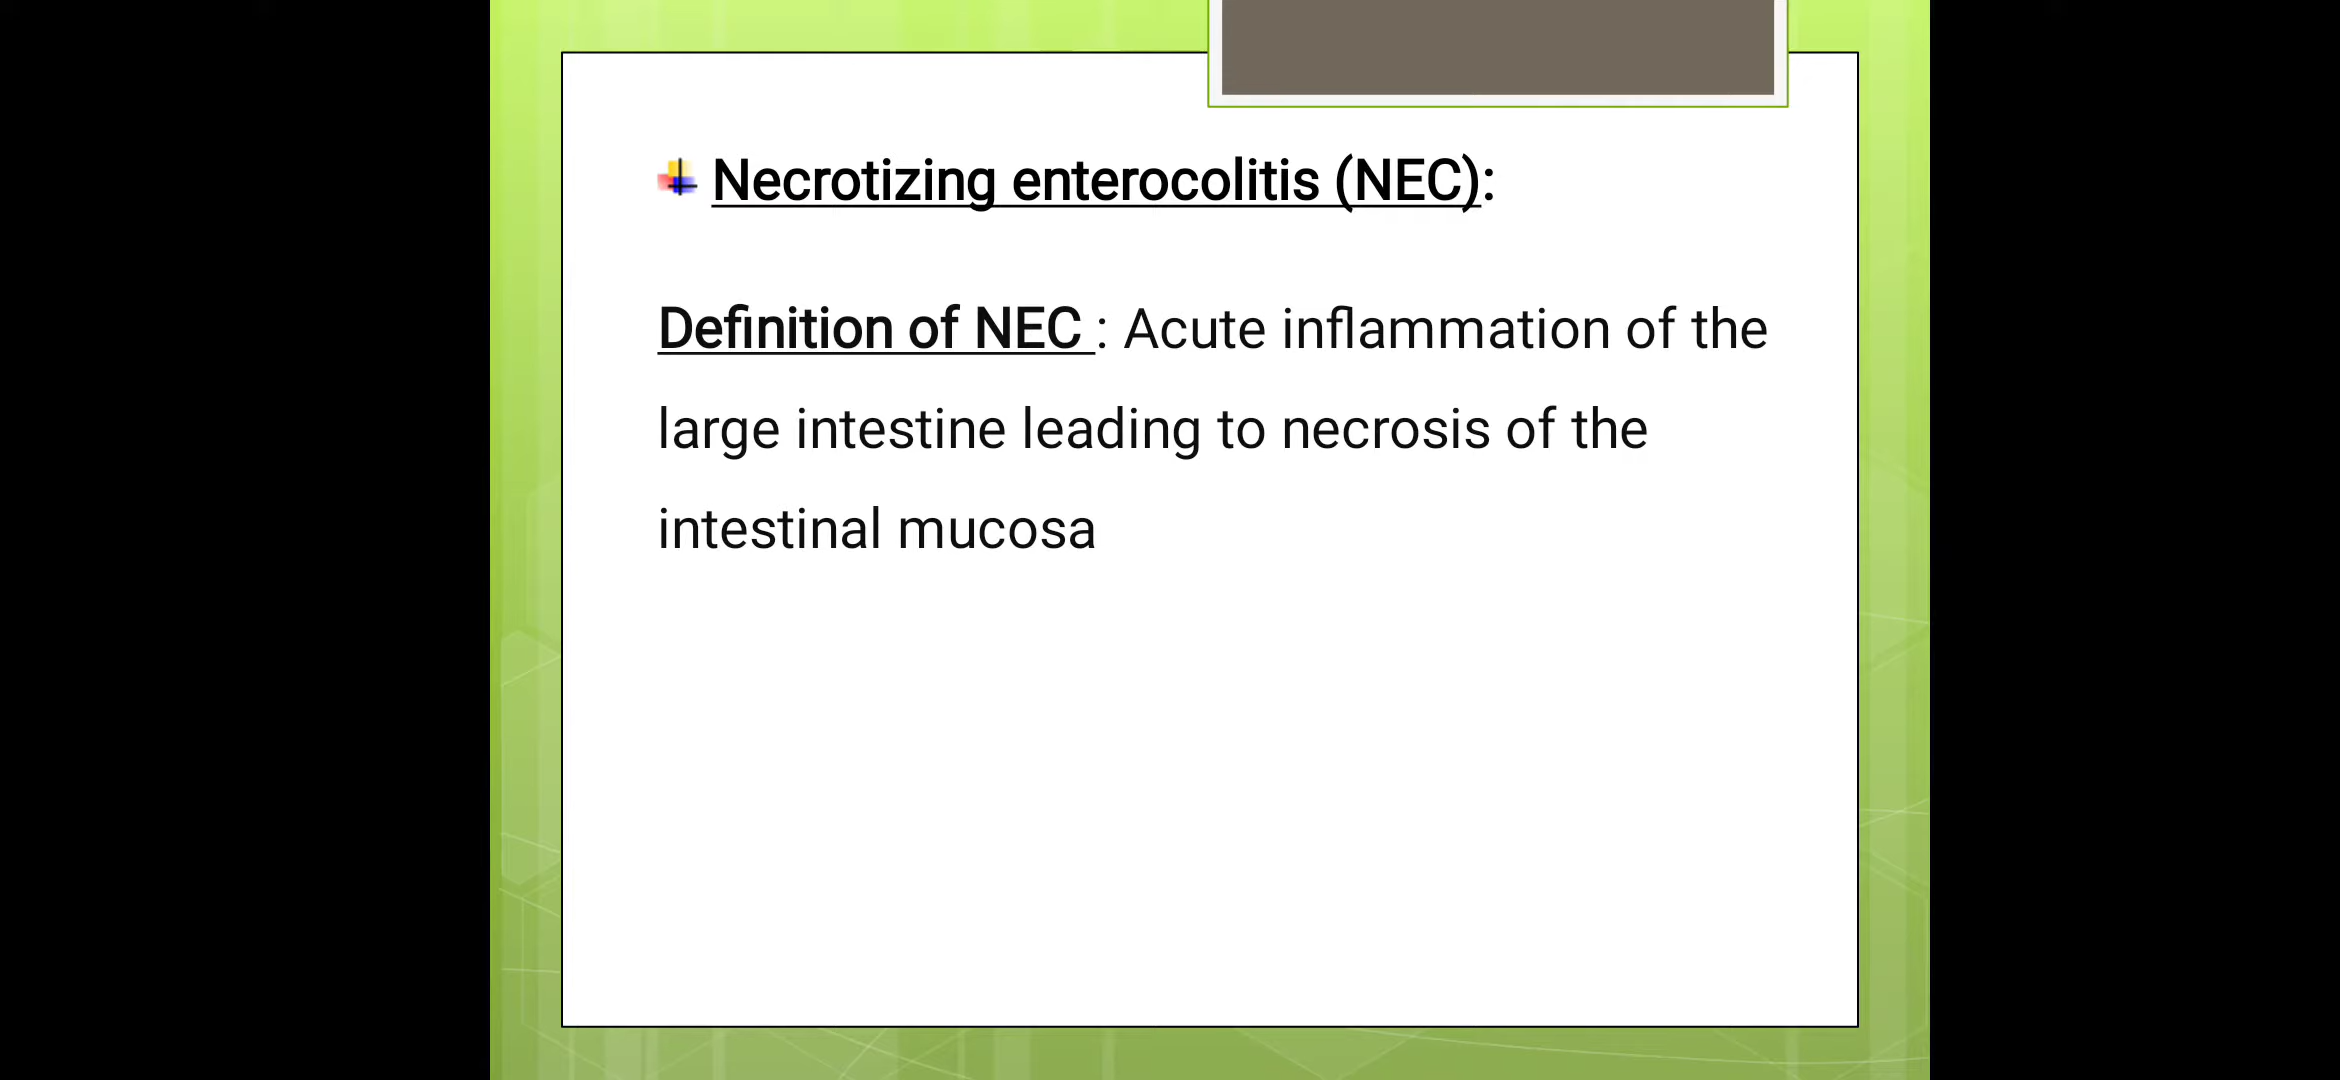 Necrotizing enterocolitis (NEC):
Definition of NEC : Acute inflammation of the
large intestine leading to necrosis of the
intestinal mucosa